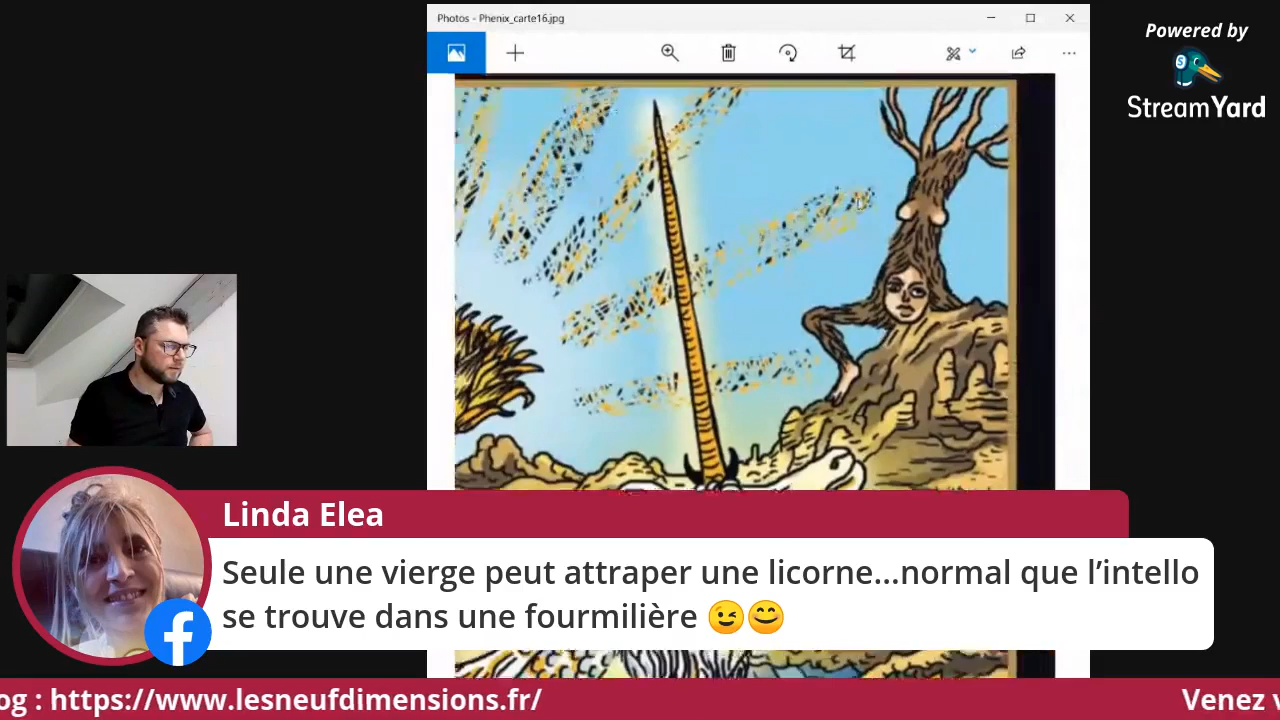 Photos - Phenix_carte16.jpg
Powered by
StreamYard
Linda Elea
Seule une vierge peut attraper une licorne...normal que l'intello
se trouve dans une fourmilière 😉😊
og : https://www.lesneufdimensions.fr/
Venez v